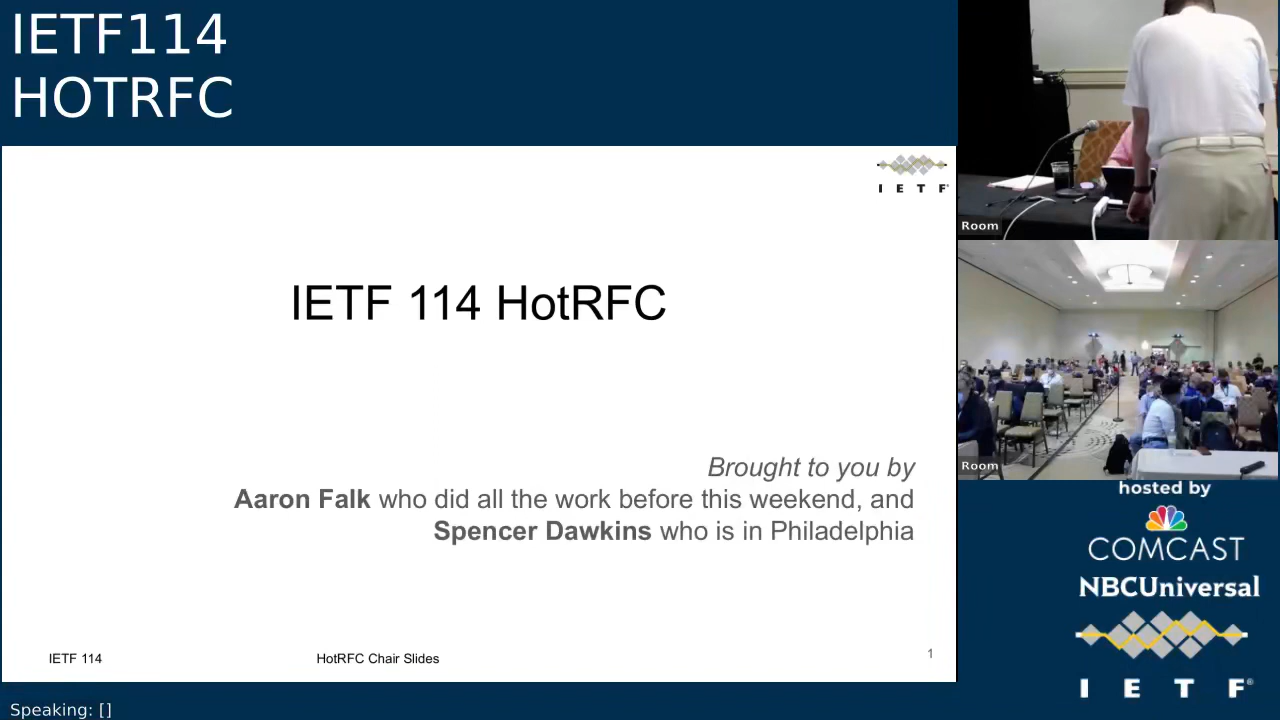 IETF114
HOTRFC
I E T F
IETF 114 HotRFC
Brought to you by
Aaron Falk who did all the work before this weekend, and
Spencer Dawkins who is in Philadelphia
IETF 114
HotRFC Chair Slides
1
Room
Room
hosted by
COMCAST
NBCUniversal
I E T F®
Speaking: []